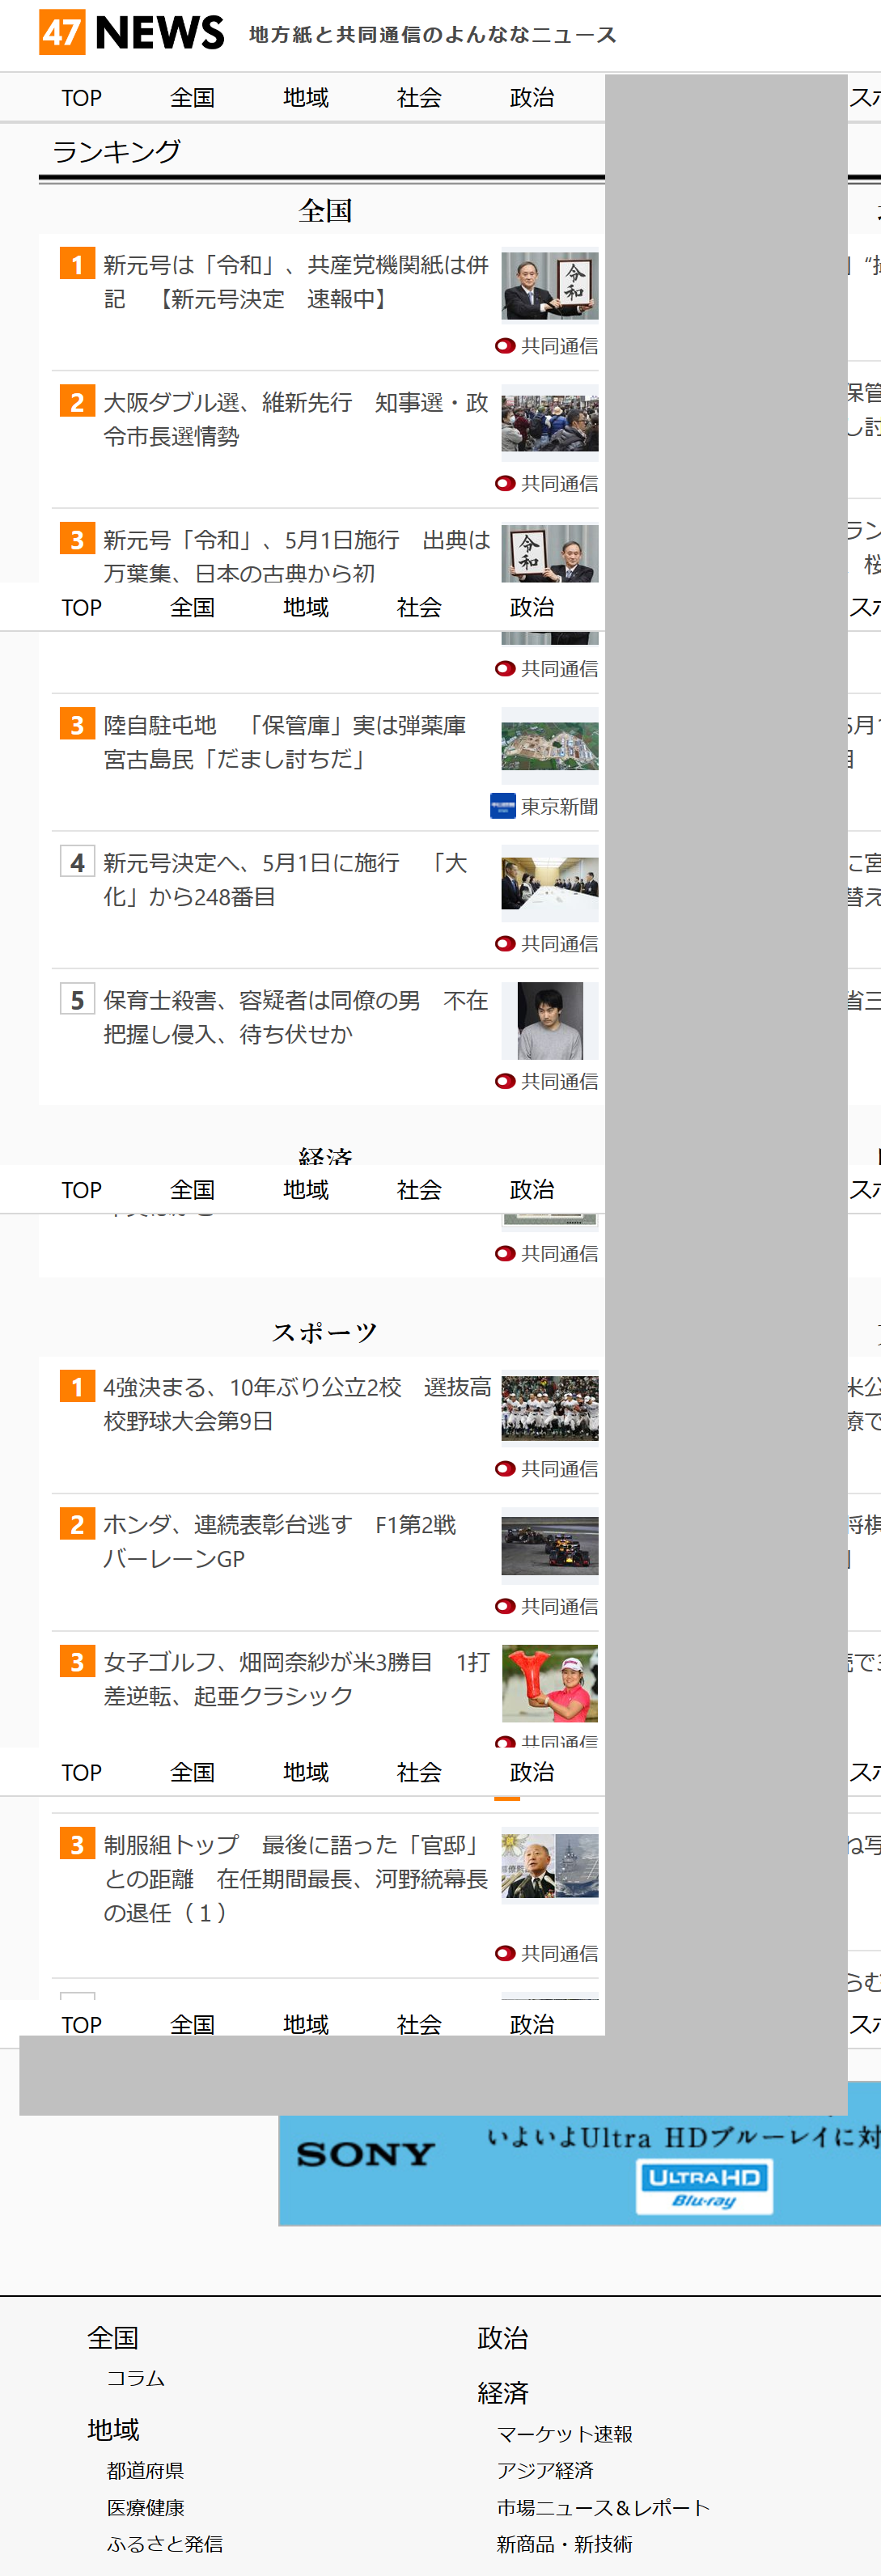 47 NEWS 地方紙と共同通信のよんななニュース
TOP 全国 地域 社会 政治
ランキング
全国
1 新元号は「令和」、共産党機関紙は併
記 【新元号決定 速報中】
令和
共同通信
2 大阪ダブル選、維新先行 知事選・政
令市長選情勢
共同通信
3 新元号「令和」、5月1日施行 出典は
万葉集、日本の古典から初
令和
TOP 全国 地域 社会 政治
共同通信
3 陸自駐屯地 「保管庫」実は弾薬庫
宮古島民「だまし討ちだ」
東京新聞
4 新元号決定へ、5月1日に施行 「大
化」から248番目
共同通信
5 保育士殺害、容疑者は同僚の男 不在
把握し侵入、待ち伏せか
共同通信
経済
TOP 全国 地域 社会 政治
共同通信
スポーツ
1 4強決まる、10年ぶり公立2校 選抜高
校野球大会第9日
共同通信
2 ホンダ、連続表彰台逃す F1第2戦
バーレーンGP
共同通信
3 女子ゴルフ、畑岡奈紗が米3勝目 1打
差逆転、起亜クラシック
共同通信
TOP 全国 地域 社会 政治
3 制服組トップ 最後に語った「官邸」
との距離 在任期間最長、河野統幕長
の退任（１）
共同通信
TOP 全国 地域 社会 政治
SONY
いよいよUltra HDブルーレイに対
ULTRA HD
Blu-ray
全国
コラム
地域
都道府県
医療健康
ふるさと発信
政治
経済
マーケット速報
アジア経済
市場ニュース＆レポート
新商品・新技術